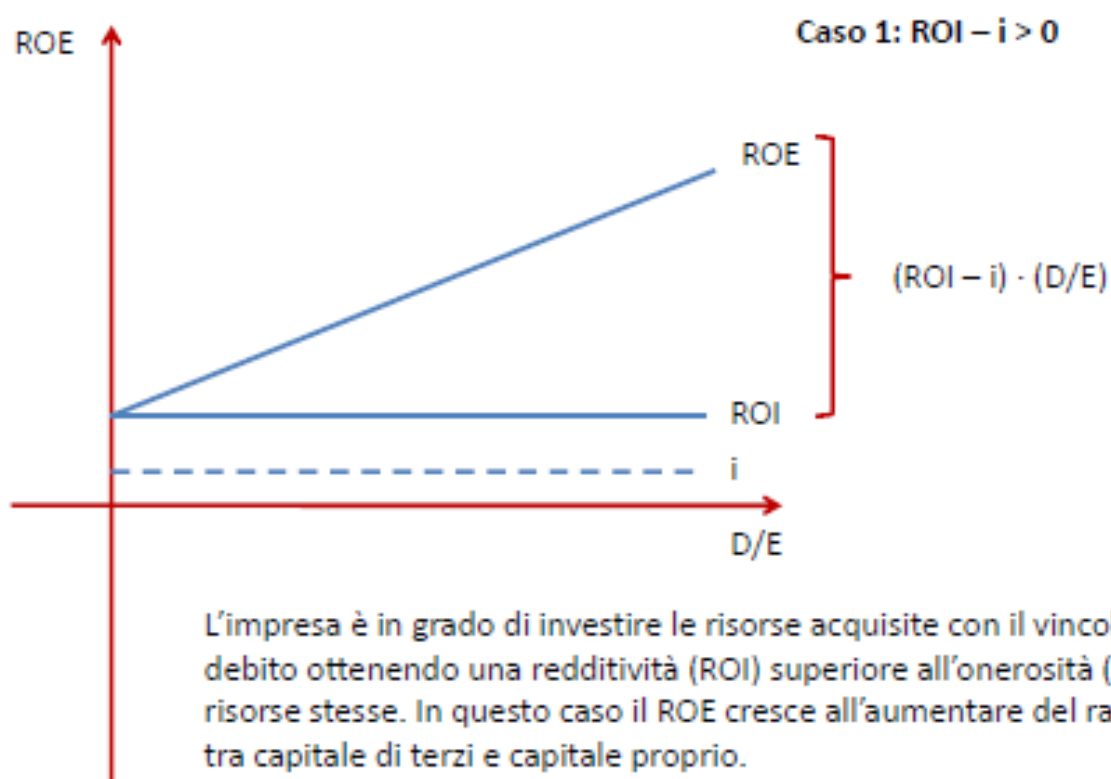 Caso 1: ROI – i > 0
ROE
ROE
(ROI – i) · (D/E)
ROI
i
D/E
L'impresa è in grado di investire le risorse acquisite con il
debito ottenendo una redditività (ROI) superiore all'onerosità (
risorse stesse. In questo caso il ROE cresce all'aumentare del
tra capitale di terzi e capitale proprio.